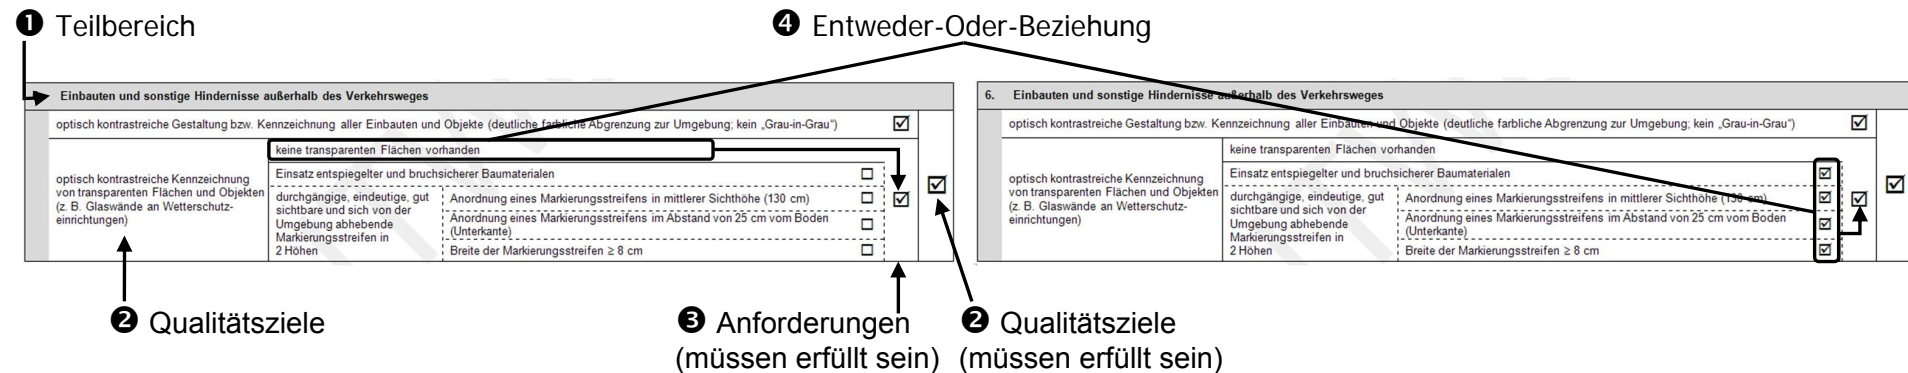 ❶ Teilbereich
❹ Entweder-Oder-Beziehung
Einbauten und sonstige Hindernisse außerhalb des Verkehrsweges
optisch kontrastreiche Gestaltung bzw. Kennzeichnung aller Einbauten und Objekte (deutliche farbliche Abgrenzung zur Umgebung; kein „Grau-in-Grau“)
optisch kontrastreiche Kennzeichnung
von transparenten Flächen und Objekten
(z. B. Glaswände an Wetterschutz-
einrichtungen)
keine transparenten Flächen vorhanden
Einsatz entspiegelter und bruchsicherer Baumaterialen
durchgängige, eindeutige, gut
sichtbare und sich von der
Umgebung abhebende
Markierungsstreifen in
2 Höhen
Anordnung eines Markierungsstreifens in mittlerer Sichthöhe (130 cm)
Anordnung eines Markierungsstreifens im Abstand von 25 cm vom Boden
(Unterkante)
Breite der Markierungsstreifen ≥ 8 cm
6. Einbauten und sonstige Hindernisse außerhalb des Verkehrsweges
optisch kontrastreiche Gestaltung bzw. Kennzeichnung aller Einbauten und Objekte (deutliche farbliche Abgrenzung zur Umgebung; kein „Grau-in-Grau“)
optisch kontrastreiche Kennzeichnung
von transparenten Flächen und Objekten
(z. B. Glaswände an Wetterschutz-
einrichtungen)
keine transparenten Flächen vorhanden
Einsatz entspiegelter und bruchsicherer Baumaterialen
durchgängige, eindeutige, gut
sichtbare und sich von der
Umgebung abhebende
Markierungsstreifen in
2 Höhen
Anordnung eines Markierungsstreifens in mittlerer Sichthöhe (130 cm)
Anordnung eines Markierungsstreifens im Abstand von 25 cm vom Boden
(Unterkante)
Breite der Markierungsstreifen ≥ 8 cm
❷ Qualitätsziele
❸ Anforderungen
(müssen erfüllt sein)
❷ Qualitätsziele
(müssen erfüllt sein)